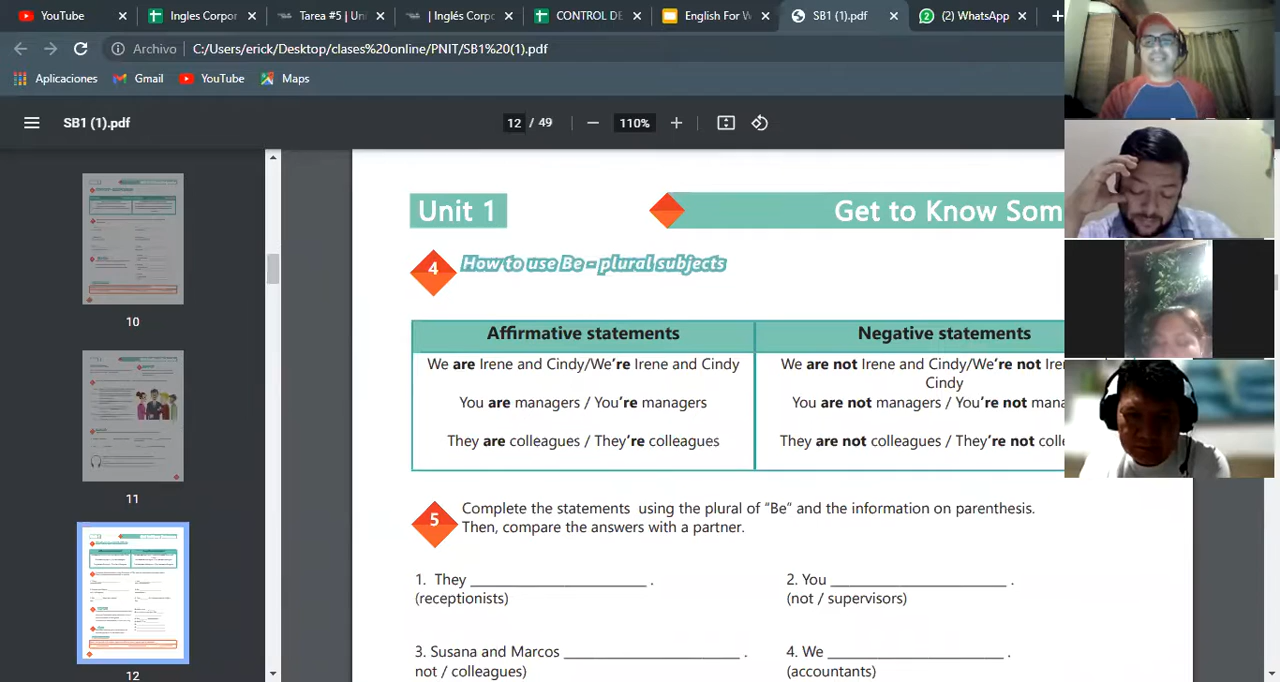 YouTube
Ingles Corpor
Tarea #5 | Uni
| Inglés Corpo
CONTROL DE
English For W
SB1 (1).pdf
(2) WhatsApp
Archivo
C:/Users/erick/Desktop/clases%20online/PNIT/SB1%20(1).pdf
Aplicaciones
Gmail
YouTube
Maps
SB1 (1).pdf
12 / 49
110%
10
11
12
Unit 1
Get to Know Som
4 How to use Be - plural subjects
Affirmative statements
Negative statements
We are Irene and Cindy/We're Irene and Cindy
We are not Irene and Cindy/We're not Iren
Cindy
You are managers / You're managers
You are not managers / You're not mana
They are colleagues / They're colleagues
They are not colleagues / They're not colle
5 Complete the statements using the plural of "Be" and the information on parenthesis.
Then, compare the answers with a partner.
1. They ______________________ .
(receptionists)
2. You ______________________ .
(not / supervisors)
3. Susana and Marcos ______________________ .
not / colleagues)
4. We ______________________ .
(accountants)